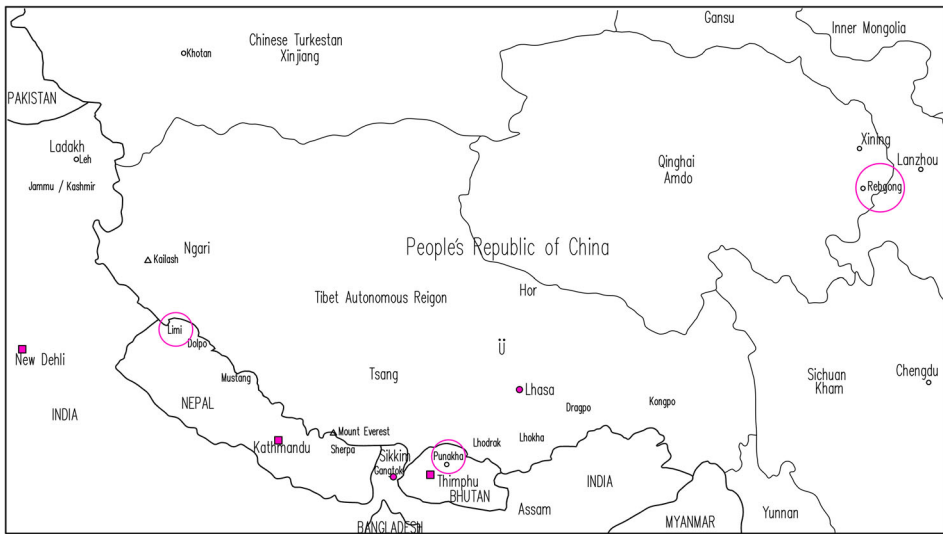 Gansu
Inner Mongolia
Chinese Turkestan
Xinjiang
Khotan
PAKISTAN
Ladakh
Leh
Jammu / Kashmir
Xining
Lanzhou
Qinghai
Amdo
Rebgong
Ngari
Kailash
People's Republic of China
Hor
Tibet Autonomous Reigon
Limi
Dolpo
Ü
New Dehli
Tsang
Mustang
Lhasa
Sichuan
Kham
Chengdu
INDIA
NEPAL
Dragpo
Kongpo
Kathmandu
Mount Everest
Sherpa
Sikkim
Gangtok
Punakha
Lhodrak
Lhokha
Thimphu
BHUTAN
INDIA
Assam
BANGLADESH
MYANMAR
Yunnan